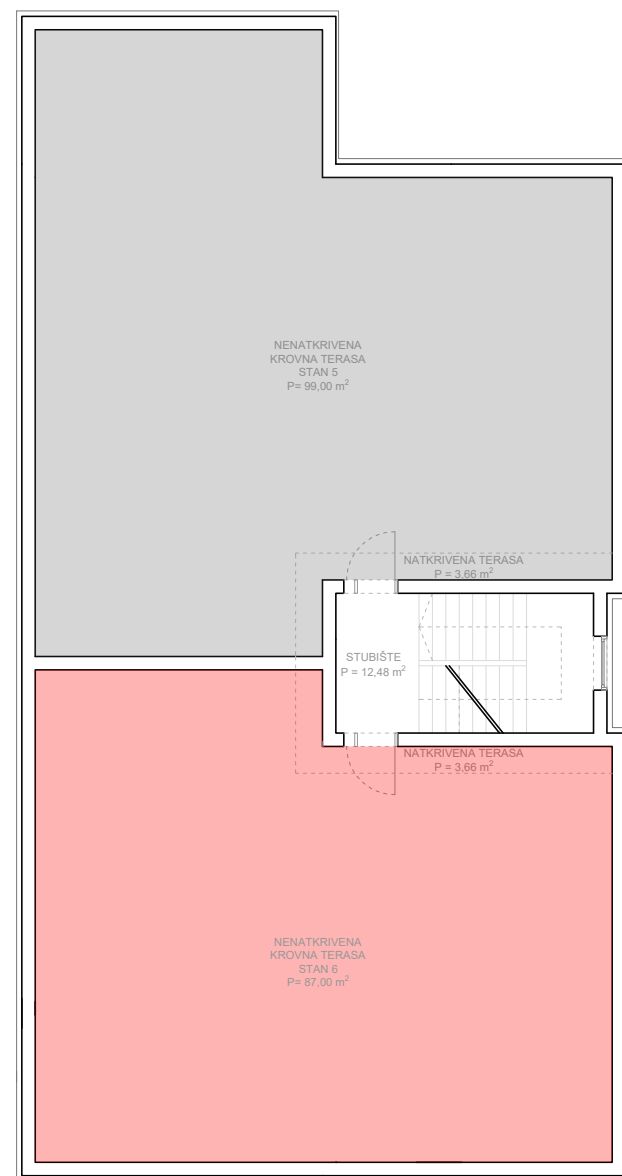 NENATKRIVENA
KROVNA TERASA
STAN 5
P= 99,00 m²
NATKRIVENA TERASA
P = 3,66 m²
STUBIŠTE
P = 12,48 m²
NATKRIVENA TERASA
P = 3,66 m²
NENATKRIVENA
KROVNA TERASA
STAN 6
P= 87,00 m²